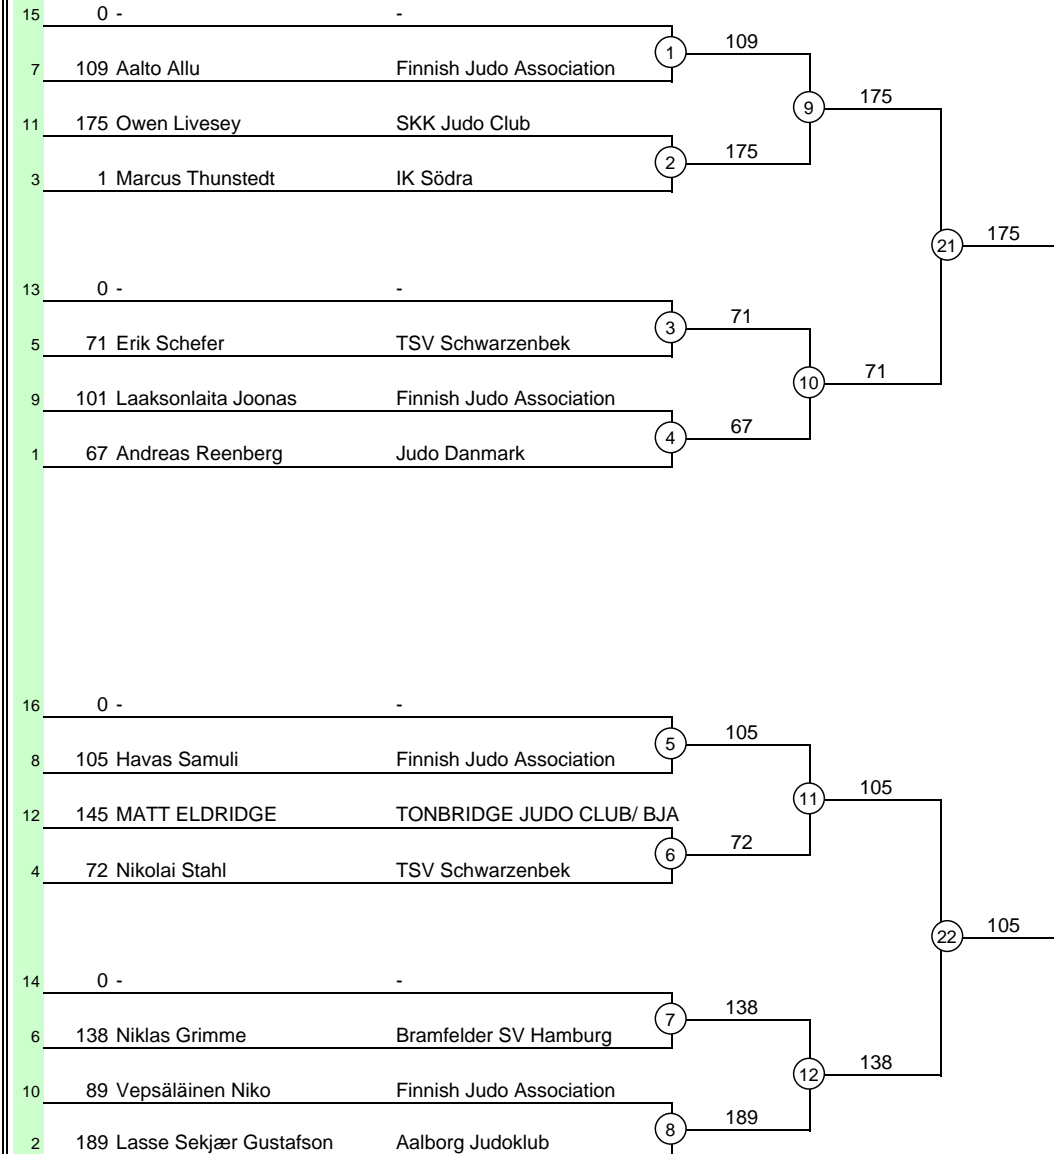 15 0 - -
1 109
7 109 Aalto Allu Finnish Judo Association
9 175
11 175 Owen Livesey SKK Judo Club
2 175
3 1 Marcus Thunstedt IK Södra
21 175
13 0 - -
3 71
5 71 Erik Schefer TSV Schwarzenbek
10 71
9 101 Laaksonlaita Joonas Finnish Judo Association
4 67
1 67 Andreas Reenberg Judo Danmark
16 0 - -
5 105
8 105 Havas Samuli Finnish Judo Association
11 105
12 145 MATT ELDRIDGE TONBRIDGE JUDO CLUB/ BJA
6 72
4 72 Nikolai Stahl TSV Schwarzenbek
22 105
14 0 - -
7 138
6 138 Niklas Grimme Bramfelder SV Hamburg
12 138
10 89 Vepsäläinen Niko Finnish Judo Association
8 189
2 189 Lasse Sekjær Gustafson Aalborg Judoklub